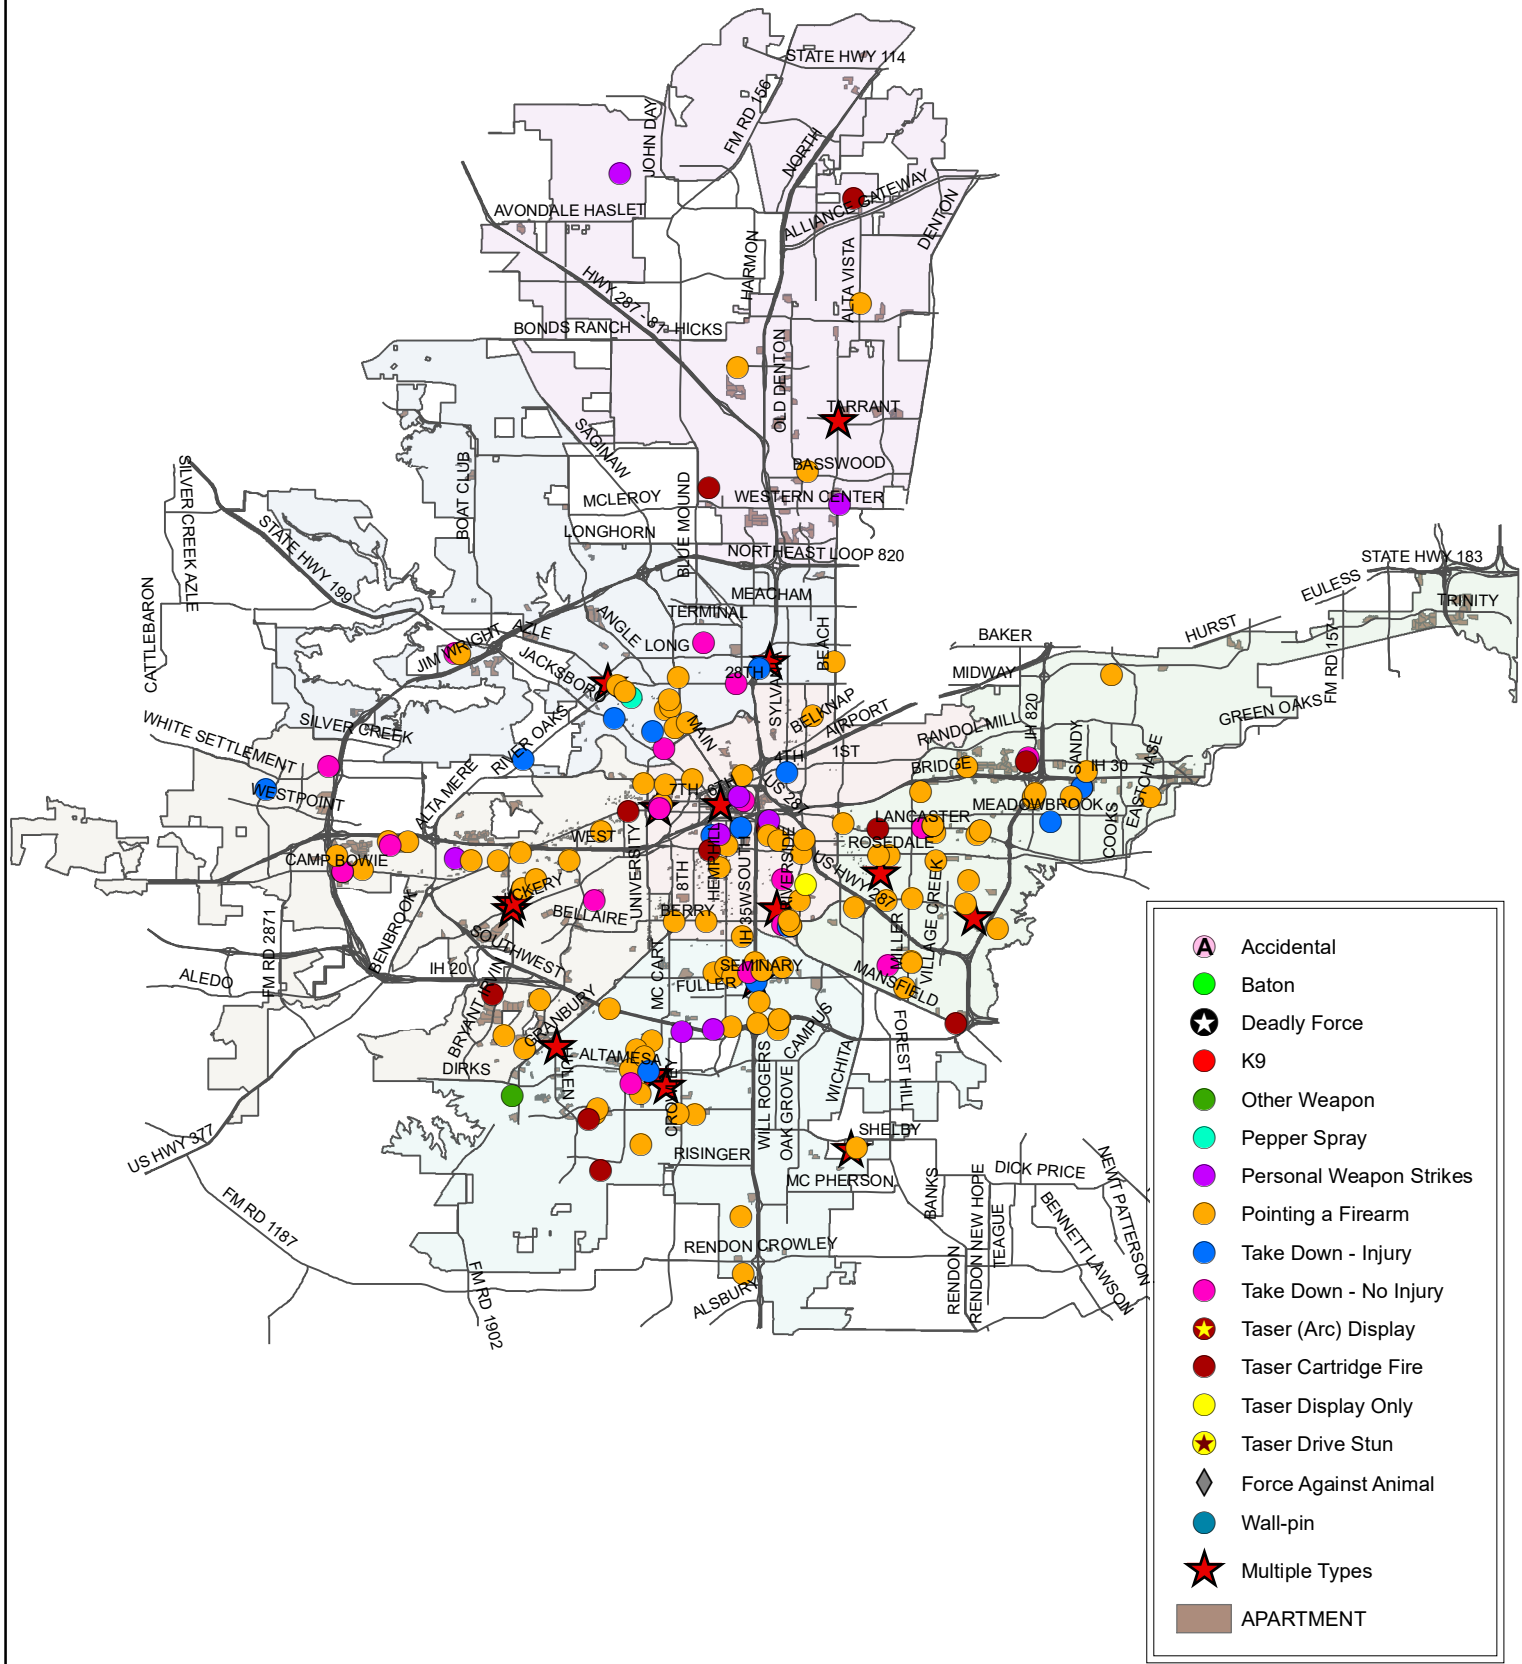 STATE HWY 114
JOHN DAY
FM RD 156
NORTH
ALLIANCE GATEWAY
AVONDALE HASLET
DENTON
HARMON
ALTA VISTA
HWY 287 - 81
BONDS RANCH
HICKS
OLD DENTON
TARRANT
SAGINAW
BASSWOOD
SILVER CREEK AZLE
BOAT CLUB
MCLEROY
BLUE MOUND
WESTERN CENTER
STATE HWY 199
LONGHORN
NORTHEAST LOOP 820
STATE HWY 183
CATTLEBARON
MEACHAM
EULESS
TRINITY
ANGLE
TERMINAL
AZLE
JIM WRIGHT
LONG
BEACH
BAKER
HURST
FM RD 157
JACKSBORO
28TH
MIDWAY
SYLVANIA
BELKNAP
AIRPORT
IH 820
GREEN OAKS
WHITE SETTLEMENT
SILVER CREEK
RIVER OAKS
MAIN
RANDOL MILL
SANDY
4TH
1ST
BRIDGE
IH 30
EASTCHASE
WESTPOINT
ALTA MERE
7TH
6TH
US 287
MEADOWBROOK
LANCASTER
COOKS
WEST
UNIVERSITY
ROSEDALE
CAMP BOWIE
8TH
HEMPHILL
IH 35W SOUTH
RIVERSIDE
US HWY 287
VICKERY
BELLAIRE
BERRY
MILLER
VILLAGE CREEK
FM RD 2871
BENBROOK
SOUTHWEST
MC CART
SEMINARY
IH 20
ALEDO
FULLER
MANSFIELD
BRYANT IRVIN
GRANBURY
CAMPUS
FOREST HILL
DIRKS
HULEN
ALTAMESA
CROWLEY
WILL ROGERS
OAK GROVE
WICHITA
US HWY 377
SHELBY
RISINGER
MC PHERSON
BANKS
DICK PRICE
NEWT PATTERSON
FM RD 1187
RENDON NEW HOPE
TEAGUE
BENNETT LAWSON
RENDON CROWLEY
RENDON
FM RD 1902
ALSBURY
A Accidental
Baton
Deadly Force
K9
Other Weapon
Pepper Spray
Personal Weapon Strikes
Pointing a Firearm
Take Down - Injury
Take Down - No Injury
Taser (Arc) Display
Taser Cartridge Fire
Taser Display Only
Taser Drive Stun
Force Against Animal
Wall-pin
Multiple Types
APARTMENT